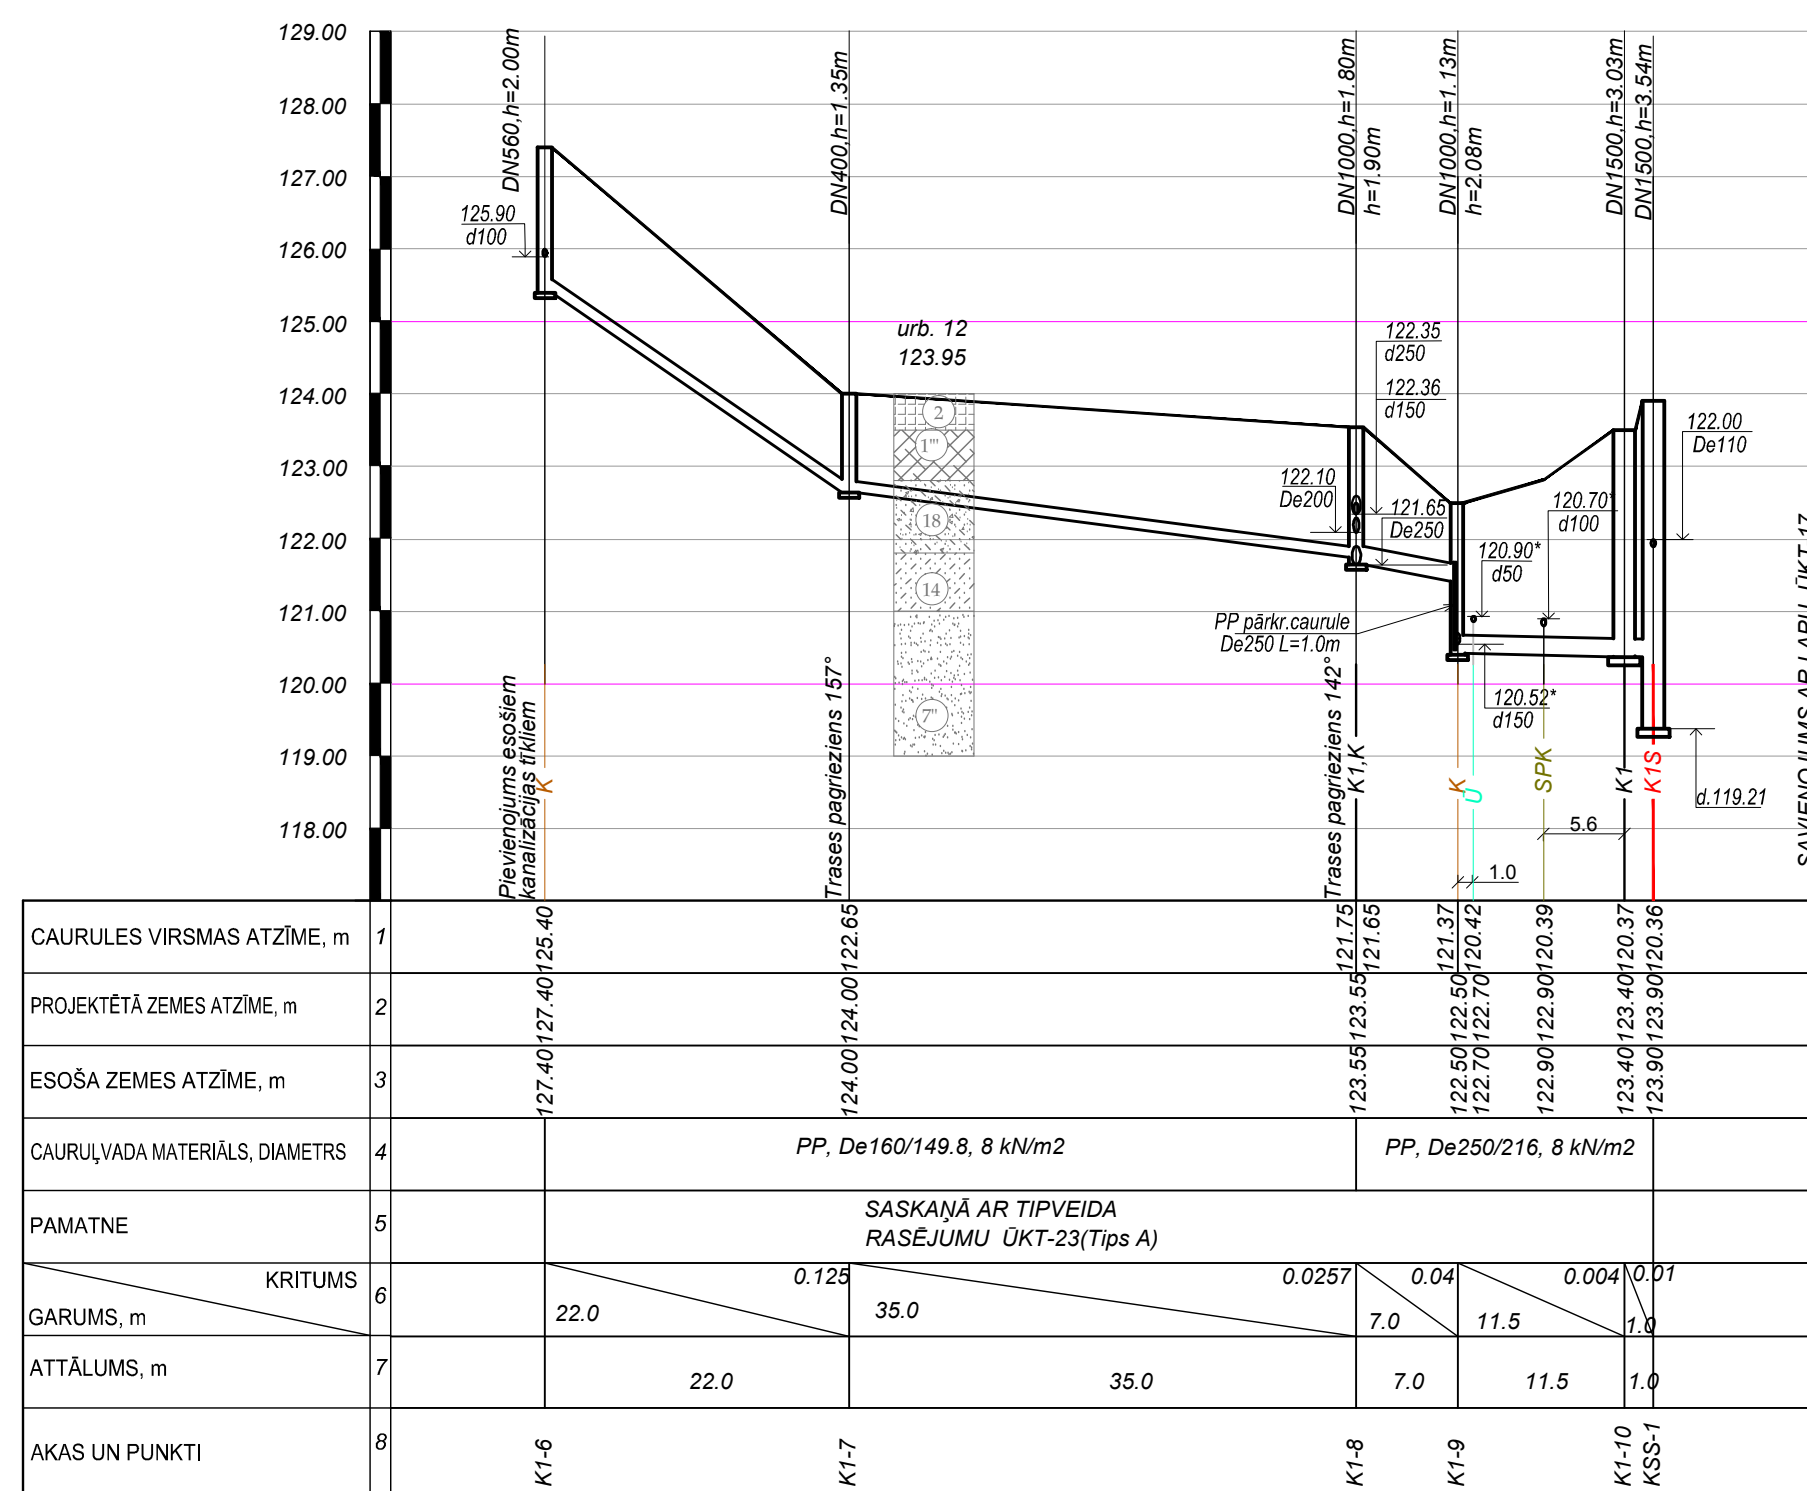 129.00
128.00
127.00
126.00
125.00
124.00
123.00
122.00
121.00
120.00
119.00
118.00
DN560,h=2.00m
DN400,h=1.35m
DN1000,h=1.80m
h=1.90m
DN1000,h=1.13m
h=2.08m
DN1500,h=3.03m
DN1500,h=3.54m
125.90
d100
urb. 12
123.95
2
1'''
18
14
7''
122.35
d250
122.36
d150
122.10
De200
121.65
De250
120.90*
d50
120.70*
d100
122.00
De110
PP pārkr.caurule
De250 L=1.0m
120.52*
d150
d.119.21
5.6
1.0
Pievienojums esošiem
kanalizācijas tīkliem
K
Trases pagrieziens 157°
Trases pagrieziens 142°
K1,K
K
U
SPK
K1
K1S
SAVIENOJUMS AR LAPU ŪKT-17
CAURULES VIRSMAS ATZĪME, m 1 125.40 122.65 121.75 121.65 121.37 120.42 120.39 120.37 120.36
PROJEKTĒTĀ ZEMES ATZĪME, m 2 127.40 124.00 123.55 122.50 122.70 122.90 123.40 123.90
ESOŠA ZEMES ATZĪME, m 3 127.40 124.00 123.55 122.50 122.70 122.90 123.40 123.90
CAURUĻVADA MATERIĀLS, DIAMETRS 4 PP, De160/149.8, 8 kN/m2 PP, De250/216, 8 kN/m2
PAMATNE 5 SASKAŅĀ AR TIPVEIDA
RASĒJUMU ŪKT-23(Tips A)
KRITUMS 6 0.125 0.0257 0.04 0.004 0.01
GARUMS, m 22.0 35.0 7.0 11.5 1.0
ATTĀLUMS, m 7 22.0 35.0 7.0 11.5 1.0
AKAS UN PUNKTI 8 K1-6 K1-7 K1-8 K1-9 K1-10 KSS-1